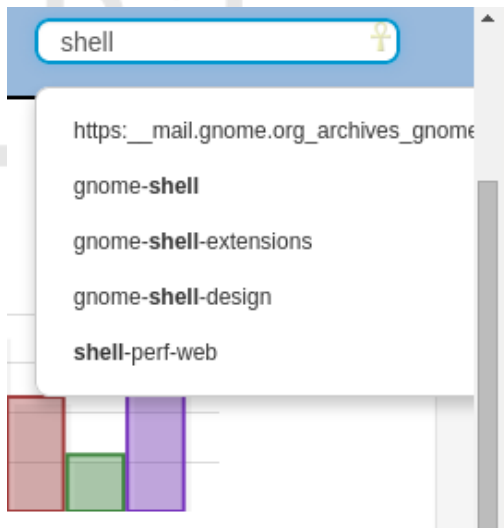 shell
https:__mail.gnome.org_archives_gnome
gnome-shell
gnome-shell-extensions
gnome-shell-design
shell-perf-web